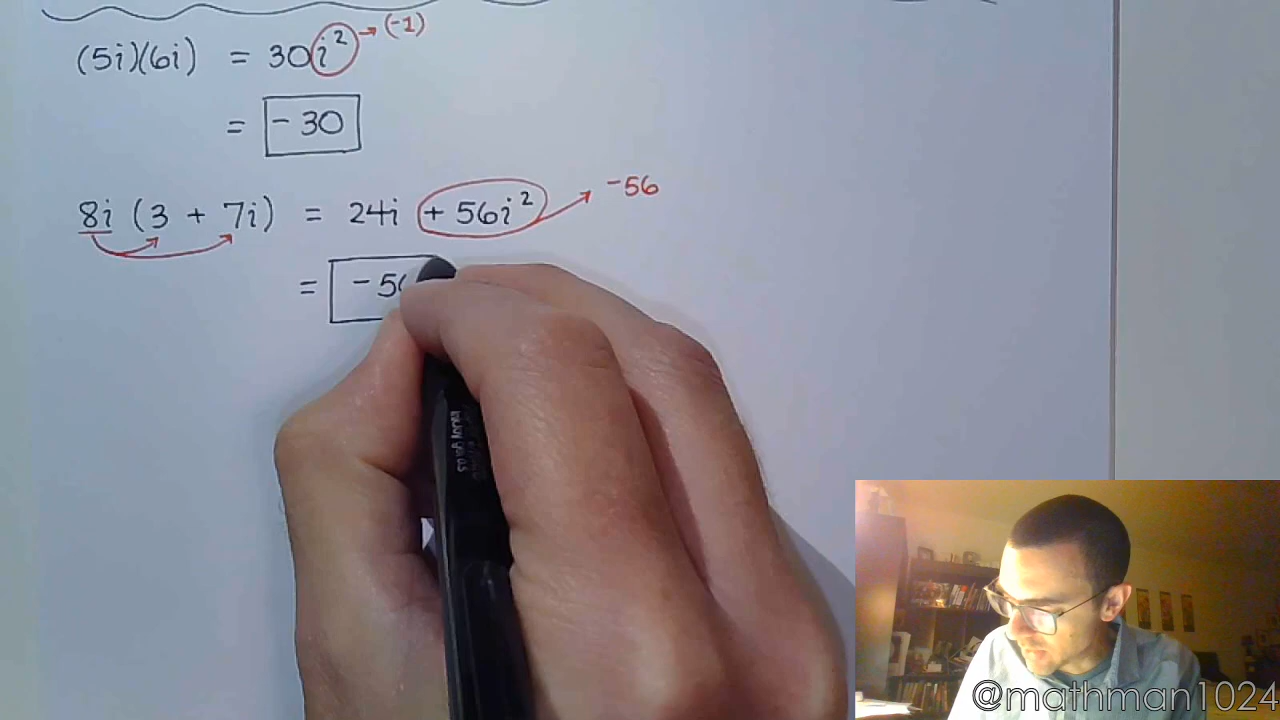 (5i)(6i) = 30i² → (-1)
= -30
8i (3 + 7i) = 24i + 56i² → -56
= -5
@mathman1024